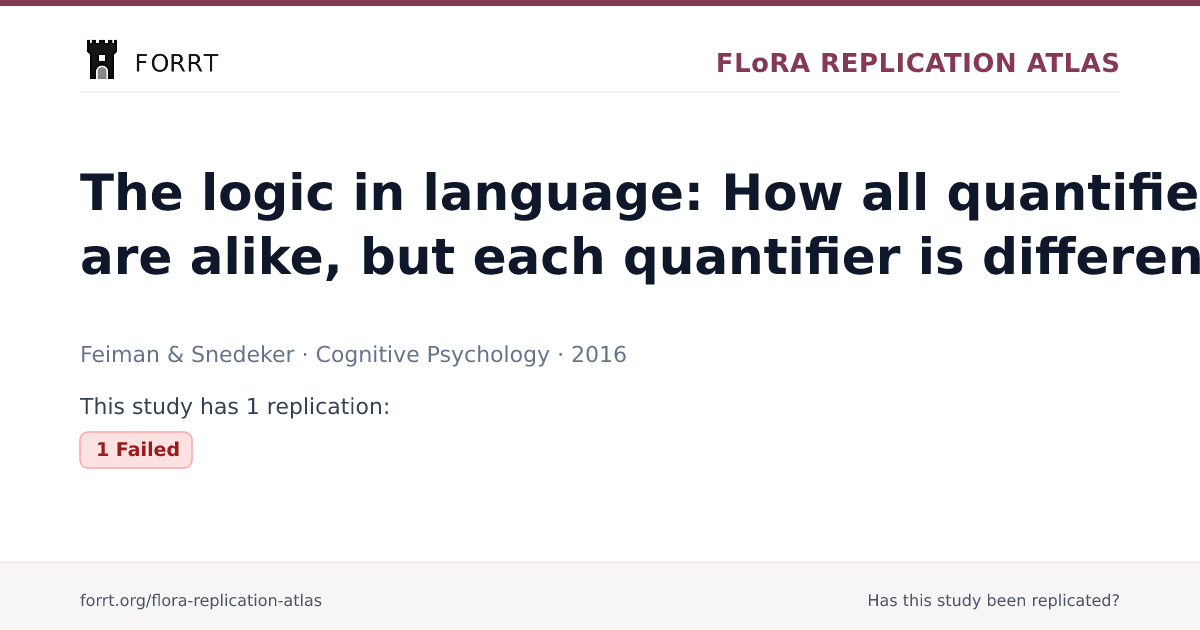 FORRT
FLoRA REPLICATION ATLAS
The logic in language: How all quantifie
are alike, but each quantifier is differen
Feiman & Snedeker · Cognitive Psychology · 2016
This study has 1 replication:
1 Failed
forrt.org/flora-replication-atlas
Has this study been replicated?